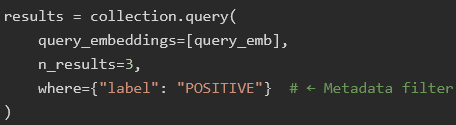 results = collection.query(
    query_embeddings=[query_emb],
    n_results=3,
    where={"label": "POSITIVE"}  # ← Metadata filter
)